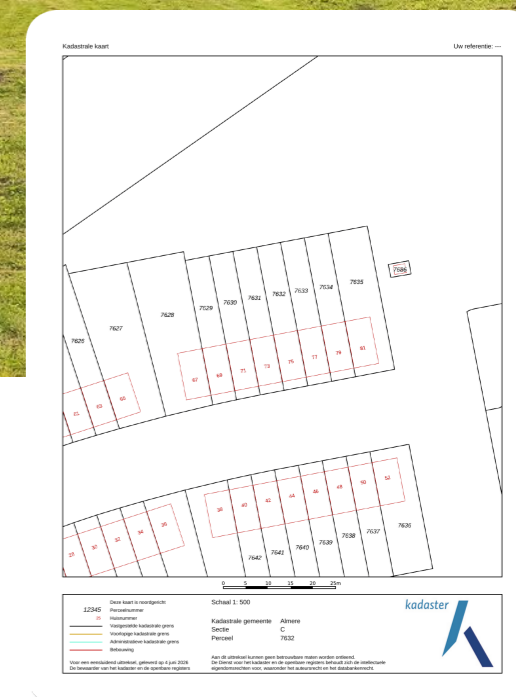 Kadastrale kaart
Uw referentie: ---
7586
7635
7634
7633
7632
7631
7630
7629
7628
7627
7626
67
69
71
73
75
77
79
81
61
63
65
38
40
42
44
46
48
50
52
28
30
32
34
36
7642
7641
7640
7639
7638
7637
7636
0 5 10 15 20 25m
Deze kaart is noordgericht
12345 Perceelnummer
25 Huisnummer
Vastgestelde kadastrale grens
Voorlopige kadastrale grens
Administratieve kadastrale grens
Bebouwing
Voor een eensluidend uittreksel, geleverd op 4 juni 2026
De bewaarder van het kadaster en de openbare registers
Schaal 1: 500
Kadastrale gemeente Almere
Sectie C
Perceel 7632
Aan dit uittreksel kunnen geen betrouwbare maten worden ontleend.
De Dienst voor het kadaster en de openbare registers behoudt zich de intellectuele
eigendomsrechten voor, waaronder het auteursrecht en het databankenrecht.
kadaster